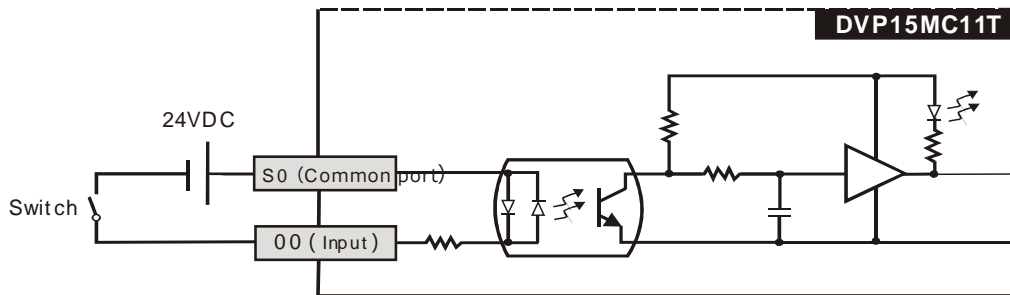 DVP15MC11T
24VDC
S0 (Common port)
Switch
00 (Input)